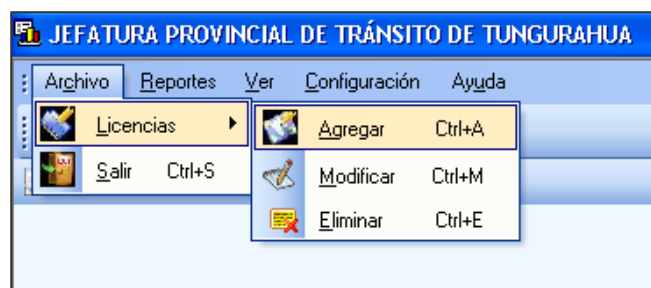 JEFATURA PROVINCIAL DE TRÁNSITO DE TUNGURAHUA
Archivo Reportes Ver Configuración Ayuda
Licencias Agregar Ctrl+A
Salir Ctrl+S Modificar Ctrl+M
Eliminar Ctrl+E